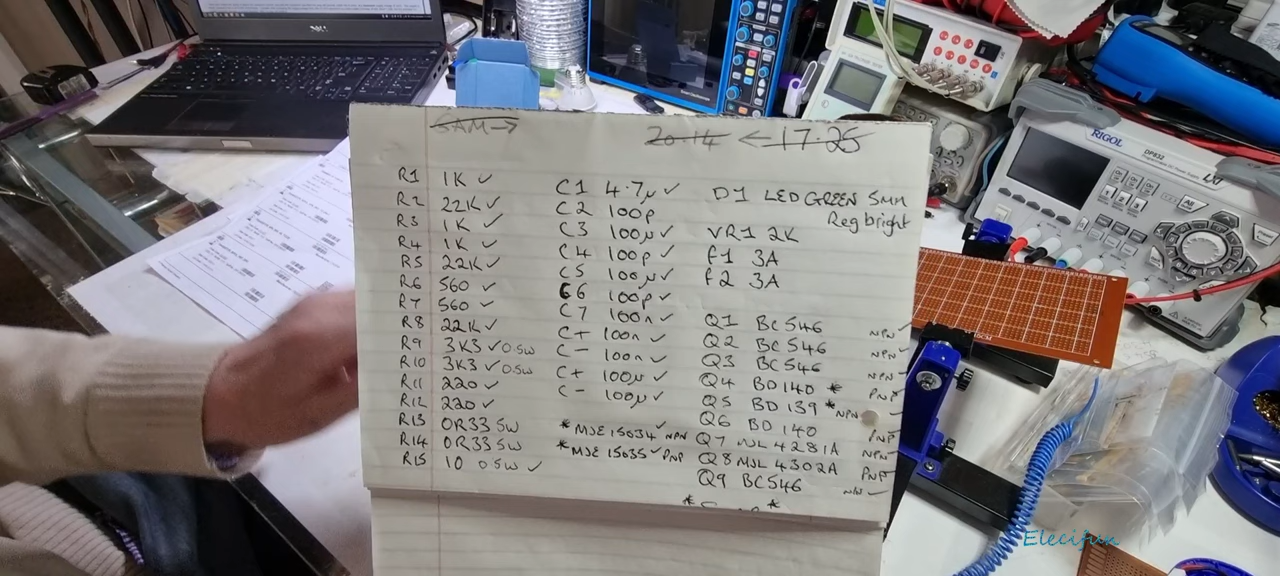 DELL
RIGOL
DP832
5AM→
20.14 ← 17.25
R1 1K ✓
R2 22K ✓
R3 1K ✓
R4 1K ✓
R5 22K ✓
R6 560 ✓
R7 560 ✓
R8 22K ✓
R9 3K3 ✓ 0.5W
R10 3K3 ✓ 0.5W
R11 220 ✓
R12 220 ✓
R13 0R33 5W
R14 0R33 5W
R15 10 0.5W ✓
C1 4.7µ ✓
C2 100p
C3 100µ ✓
C4 100p ✓
C5 100µ ✓
C6 100p ✓
C7 100n ✓
C+ 100n ✓
C- 100n ✓
C+ 100µ ✓
C- 100µ ✓
*MJE 15034 ✓ NPN
*MJE 15035 ✓ PNP
D1 LED GREEN 5MM
Reg bright
VR1 2K
f1 3A
f2 3A
Q1 BC546 NPN ✓
Q2 BC546 NPN ✓
Q3 BC546 NPN ✓
Q4 BD140 * PNP
Q5 BD139 * NPN ✓
Q6 BD140 PNP
Q7 MJL4281A NPN
Q8 MJL4302A PNP
Q9 BC546 NPN ✓
Elecifun